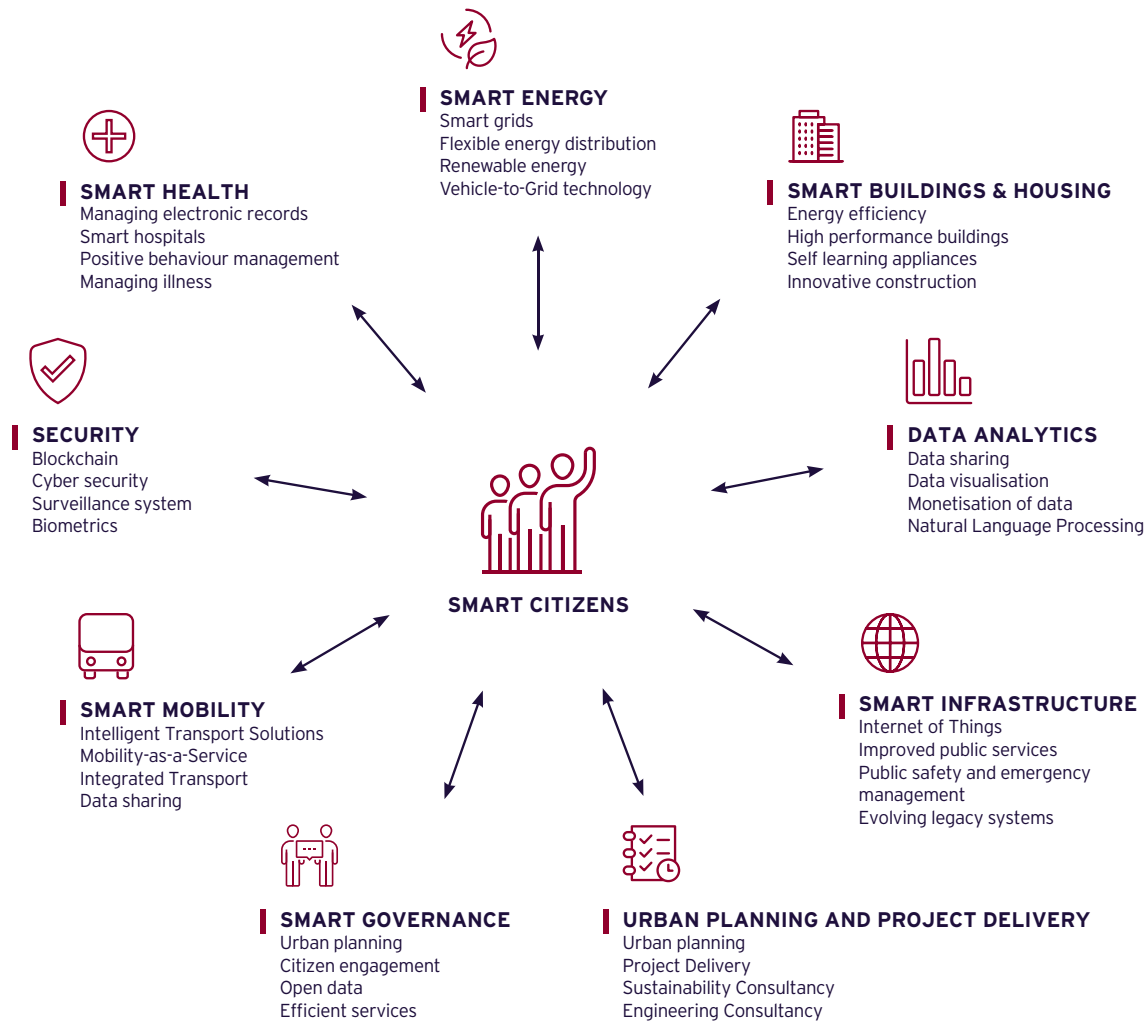 SMART ENERGY
Smart grids
Flexible energy distribution
Renewable energy
Vehicle-to-Grid technology
SMART HEALTH
Managing electronic records
Smart hospitals
Positive behaviour management
Managing illness
SMART BUILDINGS & HOUSING
Energy efficiency
High performance buildings
Self learning appliances
Innovative construction
SECURITY
Blockchain
Cyber security
Surveillance system
Biometrics
DATA ANALYTICS
Data sharing
Data visualisation
Monetisation of data
Natural Language Processing
SMART CITIZENS
SMART MOBILITY
Intelligent Transport Solutions
Mobility-as-a-Service
Integrated Transport
Data sharing
SMART INFRASTRUCTURE
Internet of Things
Improved public services
Public safety and emergency
management
Evolving legacy systems
SMART GOVERNANCE
Urban planning
Citizen engagement
Open data
Efficient services
URBAN PLANNING AND PROJECT DELIVERY
Urban planning
Project Delivery
Sustainability Consultancy
Engineering Consultancy